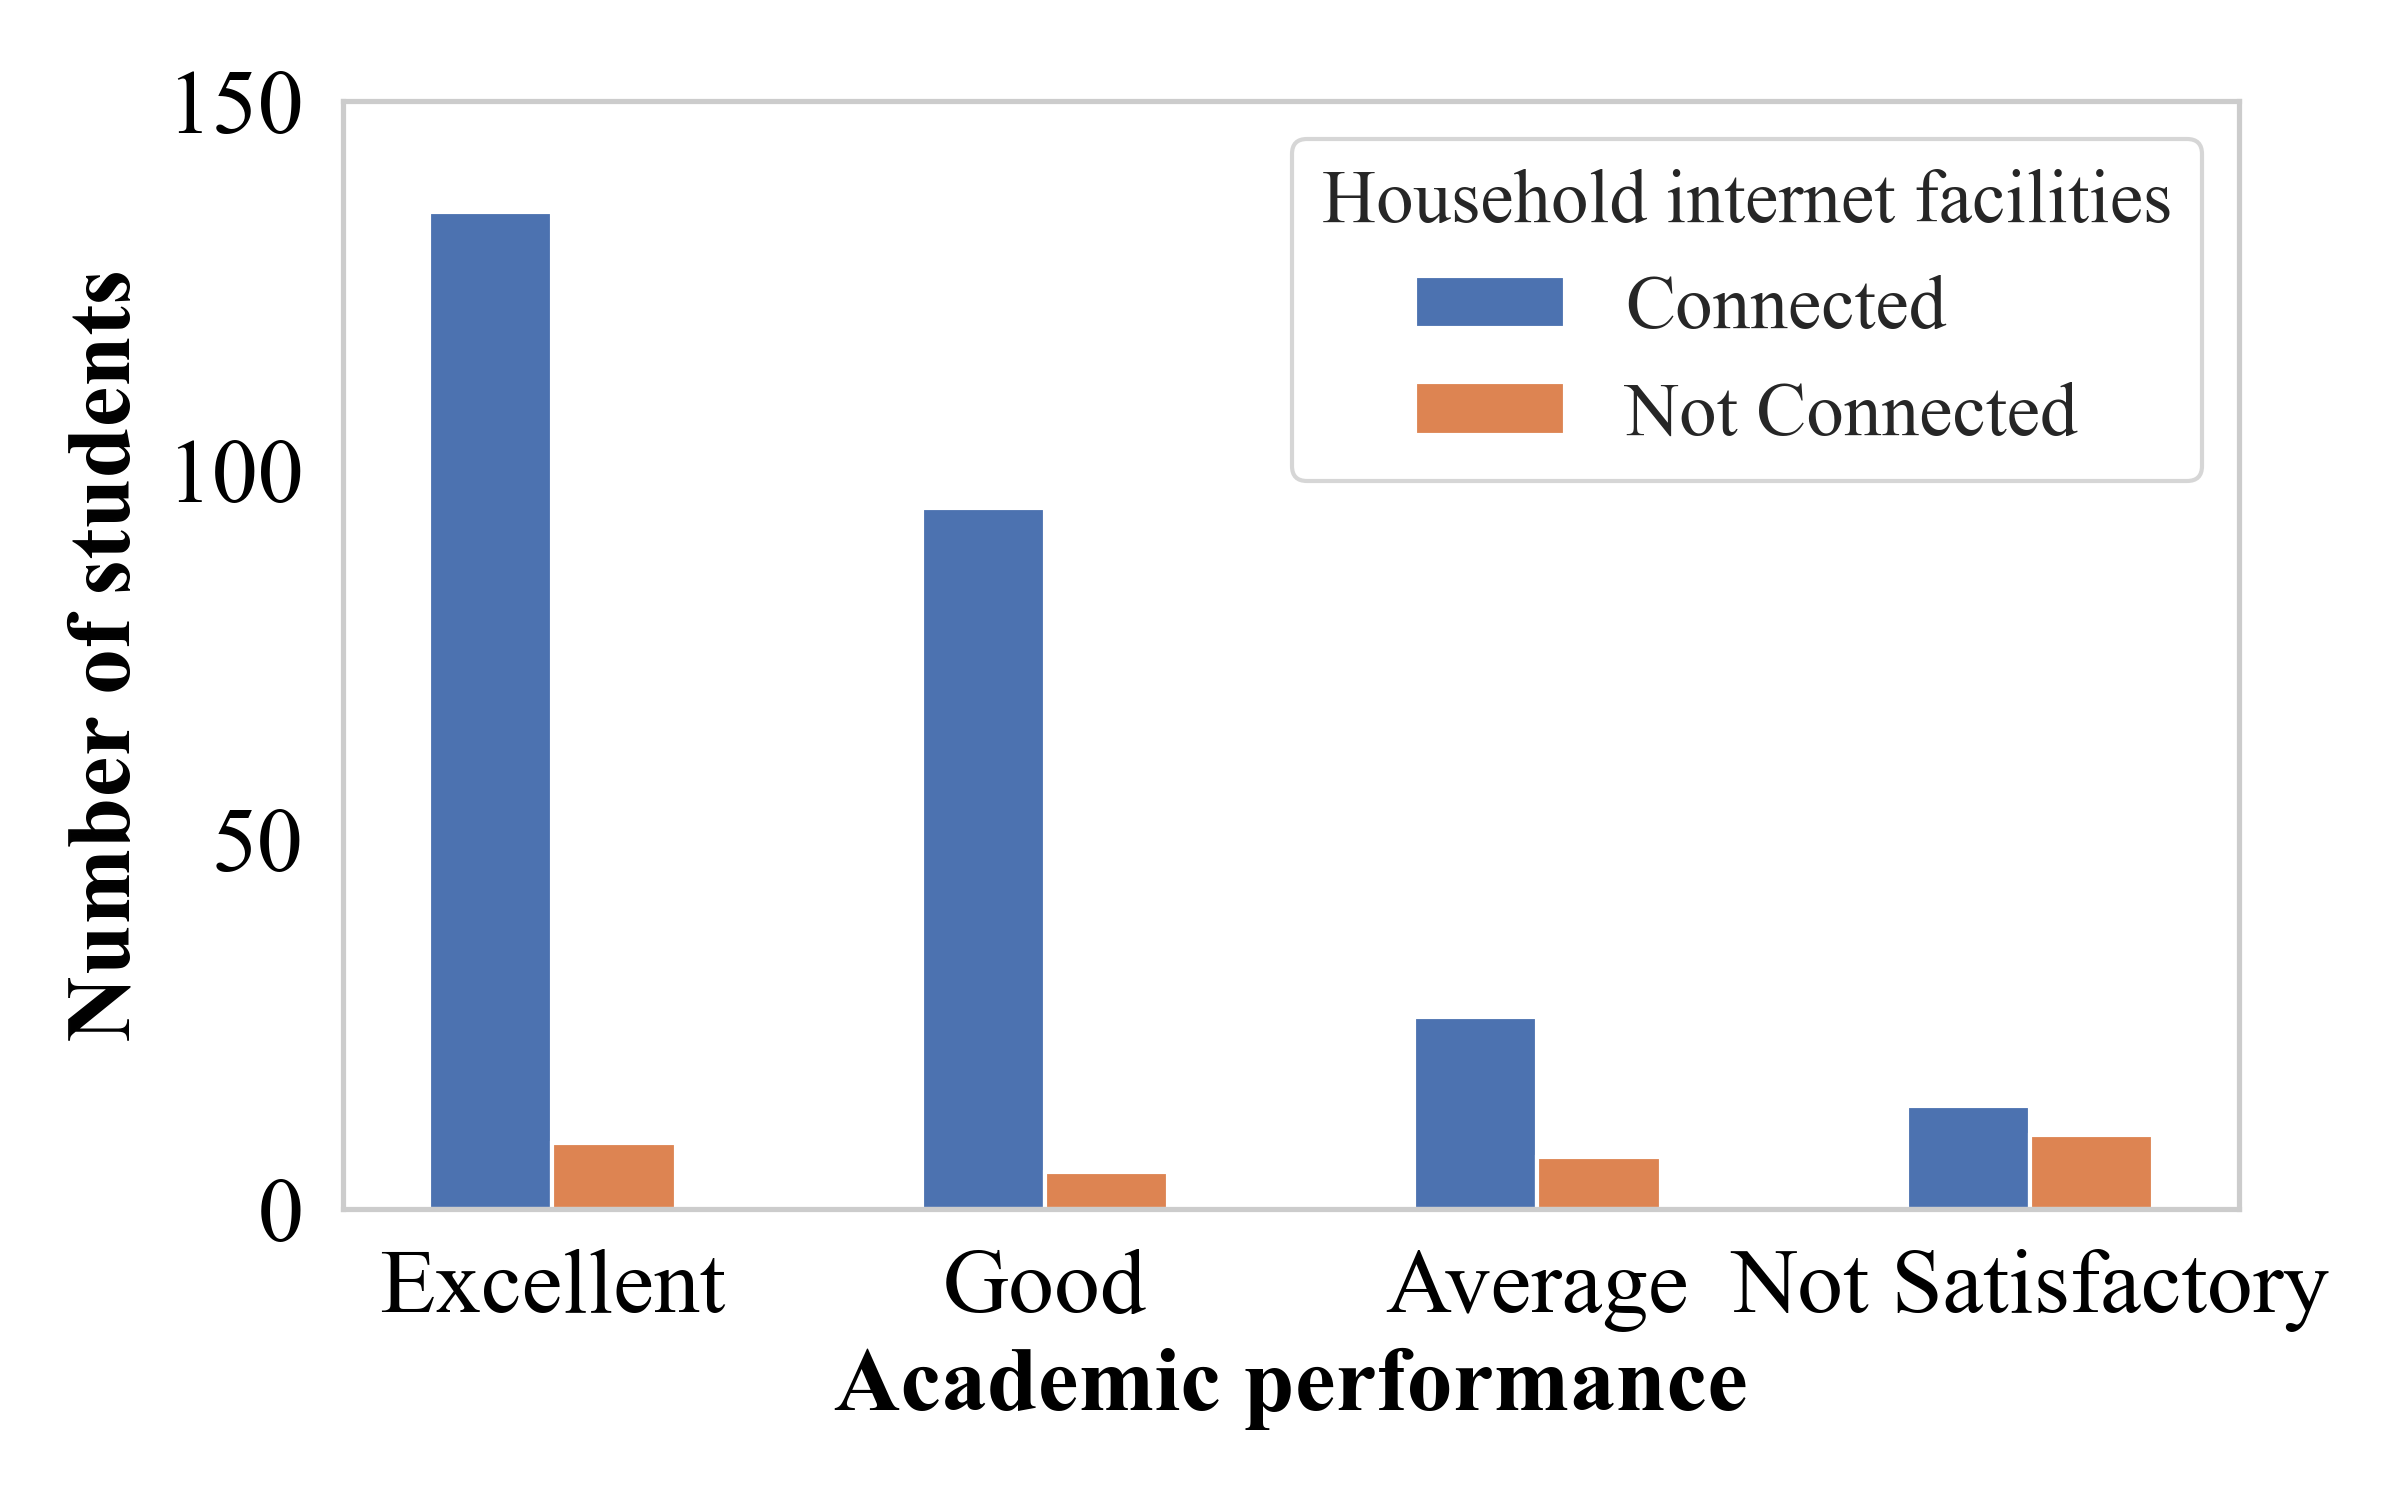 150
100
50
0
Number of students
Household internet facilities
Connected
Not Connected
Excellent Good Average Not Satisfactory
Academic performance